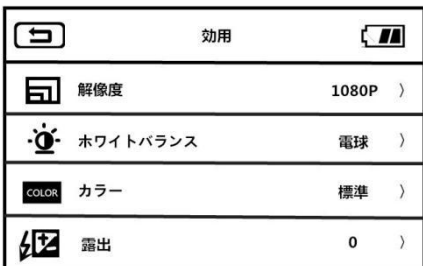 効用
解像度 1080P 〉
ホワイトバランス 電球 〉
COLOR カラー 標準 〉
露出 0 〉